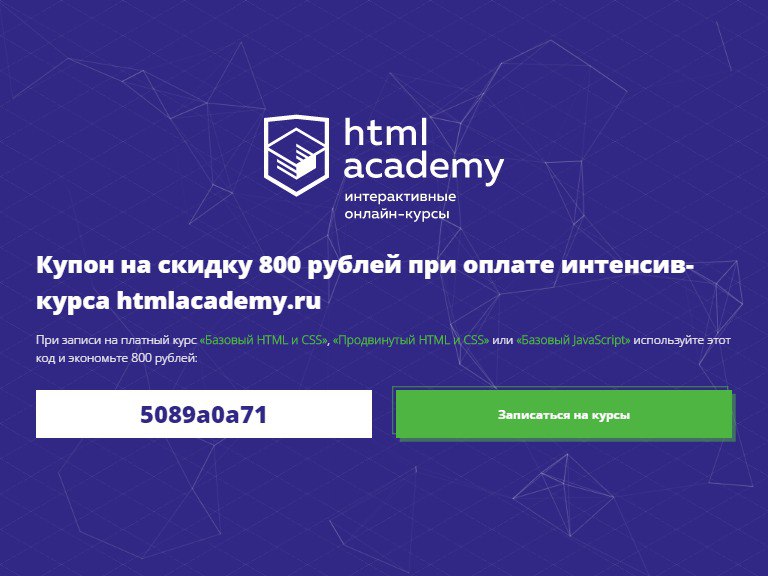 html
academy
интерактивные
онлайн-курсы
Купон на скидку 800 рублей при оплате интенсив-
курса htmlacademy.ru
При записи на платный курс «Базовый HTML и CSS», «Продвинутый HTML и CSS» или «Базовый JavaScript» используйте этот
код и экономьте 800 рублей:
5089a0a71
Записаться на курсы